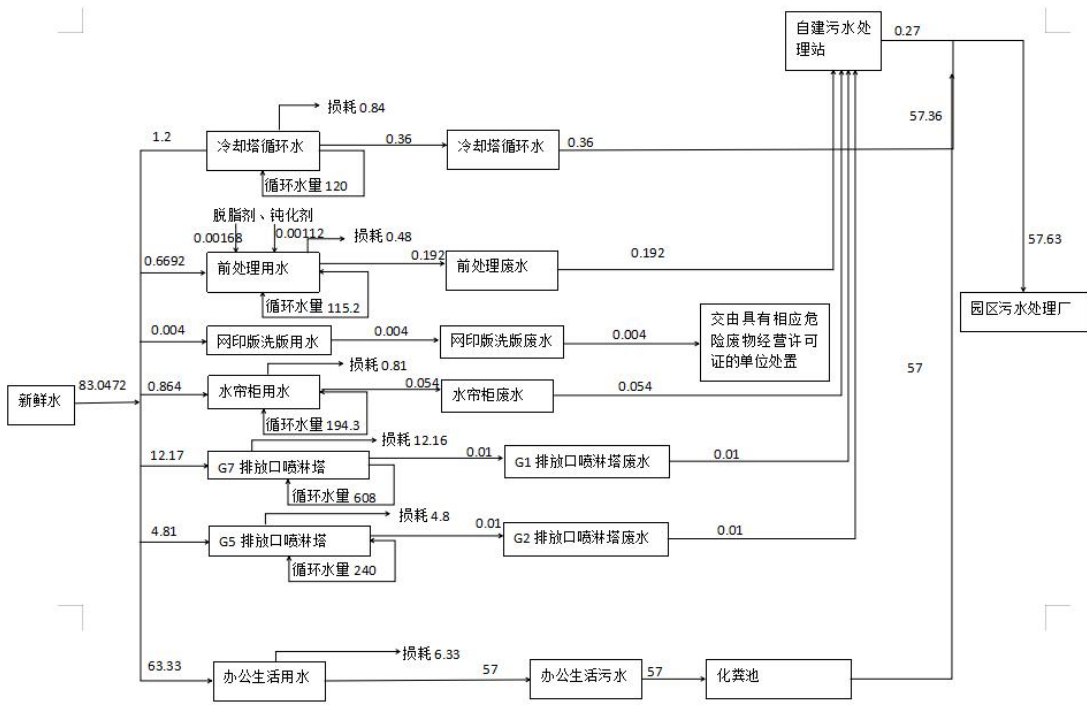 自建污水处
理站
0.27
57.36
损耗 0.84
1.2
冷却塔循环水
0.36
冷却塔循环水
0.36
循环水量 120
脱脂剂、钝化剂
0.00168
0.00112
损耗 0.48
0.6692
前处理用水
0.192
前处理废水
0.192
循环水量 115.2
57.63
园区污水处理厂
0.004
网印版洗版用水
0.004
网印版洗版废水
0.004
交由具有相应危
险废物经营许可
证的单位处置
损耗 0.81
新鲜水
83.0472
0.864
水帘柜用水
0.054
水帘柜废水
0.054
57
循环水量 194.3
损耗 12.16
12.17
G7 排放口喷淋塔
0.01
G1 排放口喷淋塔废水
0.01
循环水量 608
损耗 4.8
4.81
G5 排放口喷淋塔
0.01
G2 排放口喷淋塔废水
0.01
循环水量 240
损耗 6.33
63.33
办公生活用水
57
办公生活污水
57
化粪池